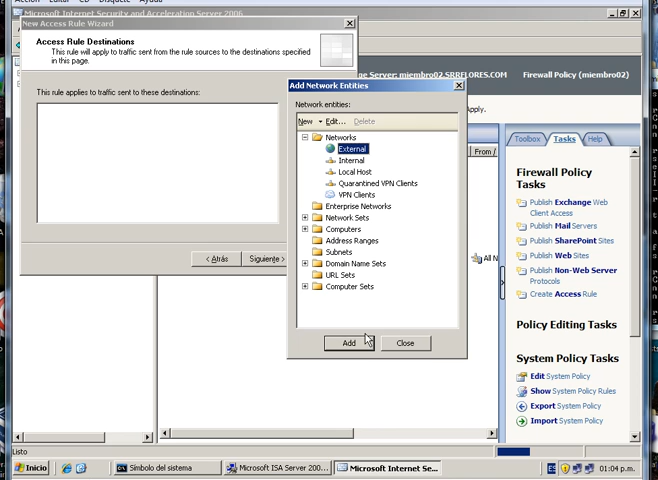 Accion Editar CD Dispositivo Ayuda
Microsoft Internet Security and Acceleration Server 2006
New Access Rule Wizard
Access Rule Destinations
This rule will apply to traffic sent from the rule sources to the destinations specified
in this page.
This rule applies to traffic sent to these destinations:
< Atrás
Siguiente >
Add Network Entities
Network entities:
New
Edit...
Delete
Networks
External
Internal
Local Host
Quarantined VPN Clients
VPN Clients
Enterprise Networks
Network Sets
Computers
Address Ranges
Subnets
Domain Name Sets
URL Sets
Computer Sets
Add
Close
pe Server: miembro02.SRRFLORES.COM
Firewall Policy (miembro02)
Apply.
From /
All N
Toolbox
Tasks
Help
Firewall Policy
Tasks
Publish Exchange Web
Client Access
Publish Mail Servers
Publish SharePoint Sites
Publish Web Sites
Publish Non-Web Server
Protocols
Create Access Rule
Policy Editing Tasks
System Policy Tasks
Edit System Policy
Show System Policy Rules
Export System Policy
Import System Policy
Listo
Inicio
Símbolo del sistema
Microsoft ISA Server 200...
Microsoft Internet Se...
ES
01:04 p.m.